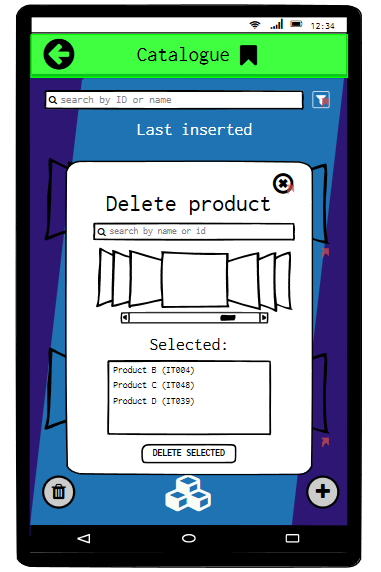 12:34
Catalogue
search by ID or name
Last inserted
Delete product
search by name or id
Selected:
Product B (IT004)
Product C (IT048)
Product D (IT039)
DELETE SELECTED